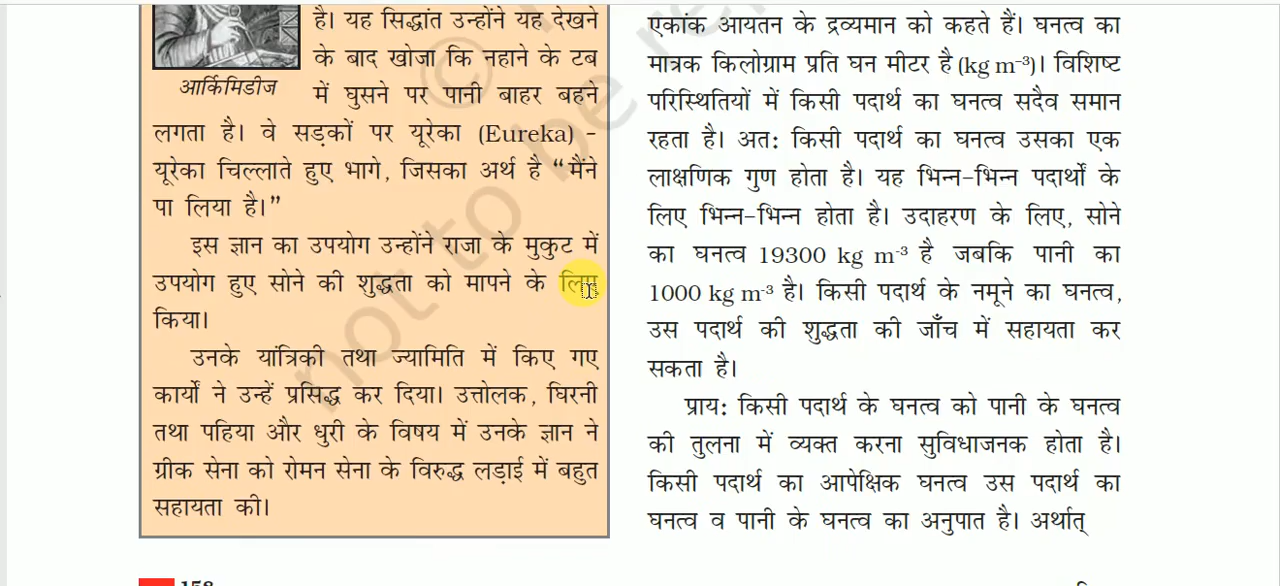 है। यह सिद्धांत उन्होंने यह देखने
के बाद खोजा कि नहाने के टब
आर्किमिडीज
में घुसने पर पानी बाहर बहने
लगता है। वे सड़कों पर यूरेका (Eureka) -
यूरेका चिल्लाते हुए भागे, जिसका अर्थ है “मैंने
पा लिया है।”
इस ज्ञान का उपयोग उन्होंने राजा के मुकुट में
उपयोग हुए सोने की शुद्धता को मापने के लिए
किया।
उनके यांत्रिकी तथा ज्यामिति में किए गए
कार्यों ने उन्हें प्रसिद्ध कर दिया। उत्तोलक, घिरनी
तथा पहिया और धुरी के विषय में उनके ज्ञान ने
ग्रीक सेना को रोमन सेना के विरुद्ध लड़ाई में बहुत
सहायता की।
एकांक आयतन के द्रव्यमान को कहते हैं। घनत्व का
मात्रक किलोग्राम प्रति घन मीटर है (kg m⁻³)। विशिष्ट
परिस्थितियों में किसी पदार्थ का घनत्व सदैव समान
रहता है। अत: किसी पदार्थ का घनत्व उसका एक
लाक्षणिक गुण होता है। यह भिन्न-भिन्न पदार्थों के
लिए भिन्न-भिन्न होता है। उदाहरण के लिए, सोने
का घनत्व 19300 kg m⁻³ है जबकि पानी का
1000 kg m⁻³ है। किसी पदार्थ के नमूने का घनत्व,
उस पदार्थ की शुद्धता की जाँच में सहायता कर
सकता है।
प्राय: किसी पदार्थ के घनत्व को पानी के घनत्व
की तुलना में व्यक्त करना सुविधाजनक होता है।
किसी पदार्थ का आपेक्षिक घनत्व उस पदार्थ का
घनत्व व पानी के घनत्व का अनुपात है। अर्थात्
not to be